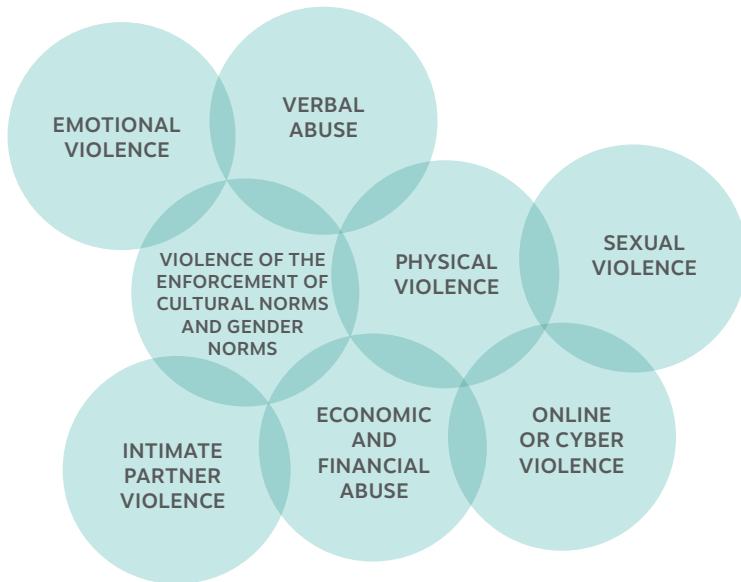 EMOTIONAL
VIOLENCE
VERBAL
ABUSE
VIOLENCE OF THE
ENFORCEMENT OF
CULTURAL NORMS
AND GENDER
NORMS
PHYSICAL
VIOLENCE
SEXUAL
VIOLENCE
INTIMATE
PARTNER
VIOLENCE
ECONOMIC
AND
FINANCIAL
ABUSE
ONLINE
OR CYBER
VIOLENCE